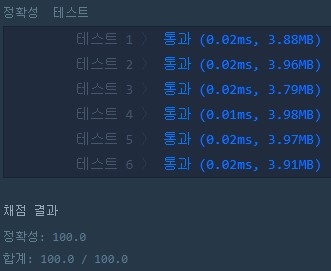 정확성  테스트
테스트 1 〉 통과 (0.02ms, 3.88MB)
테스트 2 〉 통과 (0.02ms, 3.96MB)
테스트 3 〉 통과 (0.02ms, 3.79MB)
테스트 4 〉 통과 (0.01ms, 3.98MB)
테스트 5 〉 통과 (0.02ms, 3.97MB)
테스트 6 〉 통과 (0.02ms, 3.91MB)
채점 결과
정확성: 100.0
합계: 100.0 / 100.0